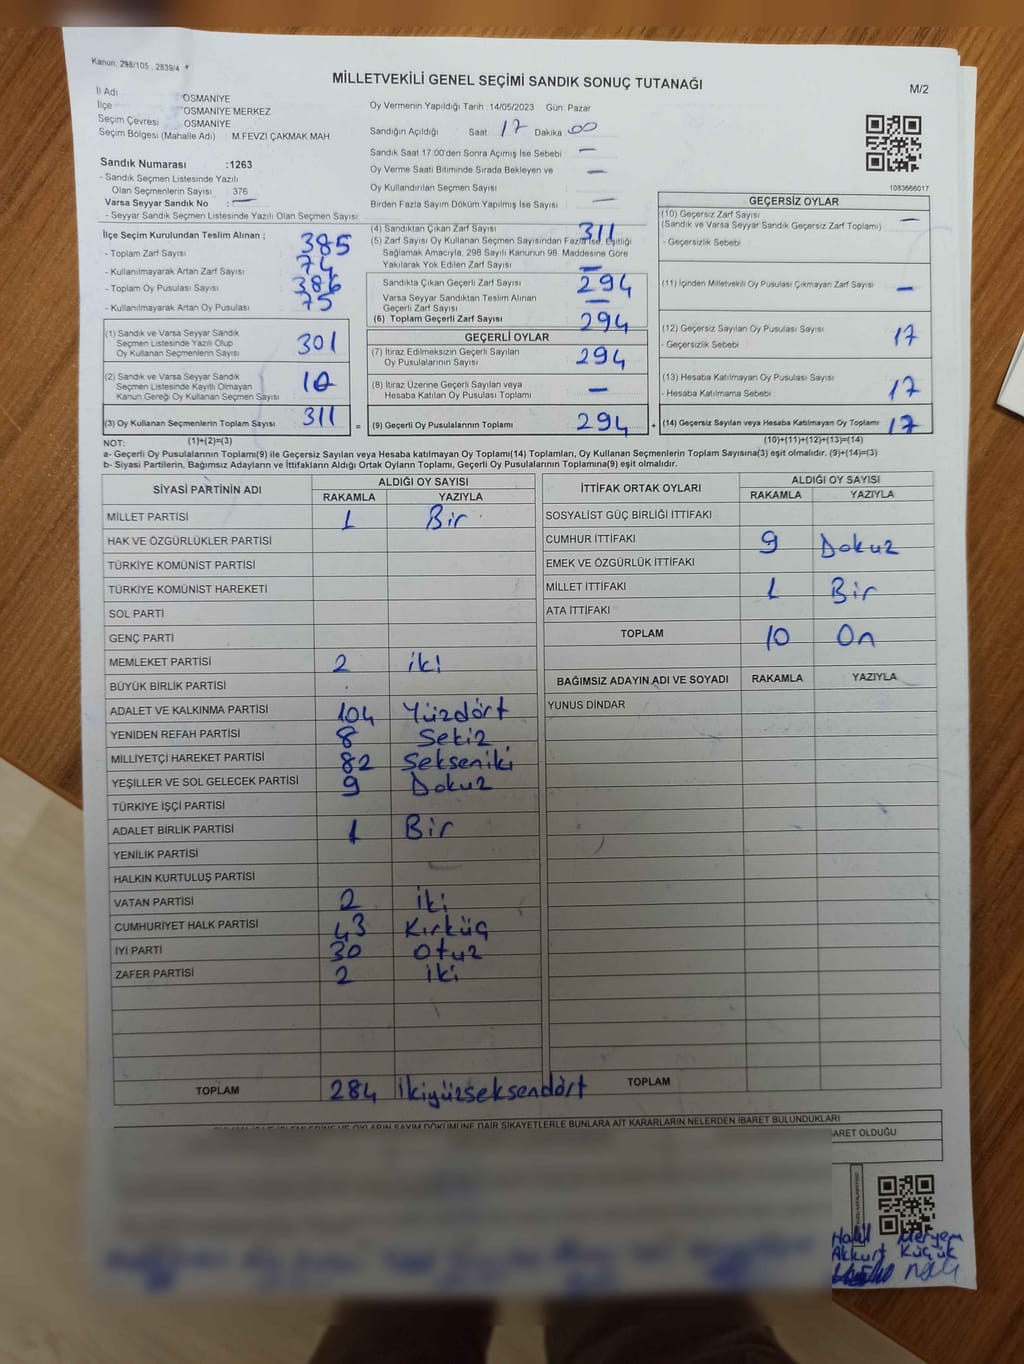 Kanun: 298/105 , 2839/4
MİLLETVEKİLİ GENEL SEÇİMİ SANDIK SONUÇ TUTANAĞI
M/2
İl Adı : OSMANİYE
İlçe : OSMANİYE MERKEZ
Seçim Çevresi : OSMANİYE
Seçim Bölgesi (Mahalle Adı) : M.FEVZİ ÇAKMAK MAH
Sandık Numarası :1263
- Sandık Seçmen Listesinde Yazılı
Olan Seçmenlerin Sayısı : 376
Varsa Seyyar Sandık No : —
- Seyyar Sandık Seçmen Listesinde Yazılı Olan Seçmen Sayısı:
Oy Vermenin Yapıldığı Tarih :14/05/2023 Gün: Pazar
Sandığın Açıldığı Saat 17 Dakika 00
Sandık Saat 17:00'den Sonra Açılmış İse Sebebi : —
Oy Verme Saati Bitiminde Sırada Bekleyen ve —
Oy Kullandırılan Seçmen Sayısı :
Birden Fazla Sayım Döküm Yapılmış İse Sayısı : —
1083666017
İlçe Seçim Kurulundan Teslim Alınan ;
- Toplam Zarf Sayısı 385
- Kullanılmayarak Artan Zarf Sayısı 74
- Toplam Oy Pusulası Sayısı 386
- Kullanılmayarak Artan Oy Pusulası 75
(1) Sandık ve Varsa Seyyar Sandık
Seçmen Listesinde Yazılı Olup
Oy Kullanan Seçmenlerin Sayısı 301
(2) Sandık ve Varsa Seyyar Sandık
Seçmen Listesinde Kayıtlı Olmayan
Kanun Gereği Oy Kullanan Seçmen Sayısı 10
(3) Oy Kullanan Seçmenlerin Toplam Sayısı 311
(4) Sandıktan Çıkan Zarf Sayısı 311
(5) Zarf Sayısı Oy Kullanan Seçmen Sayısından Fazla İse, Eşitliği
Sağlamak Amacıyla, 298 Sayılı Kanunun 98. Maddesine Göre
Yakılarak Yok Edilen Zarf Sayısı —
Sandıkta Çıkan Geçerli Zarf Sayısı 294
Varsa Seyyar Sandıktan Teslim Alınan
Geçerli Zarf Sayısı —
(6) Toplam Geçerli Zarf Sayısı 294
GEÇERLİ OYLAR
(7) İtiraz Edilmeksizin Geçerli Sayılan
Oy Pusulalarının Sayısı 294
(8) İtiraz Üzerine Geçerli Sayılan veya
Hesaba Katılan Oy Pusulası Toplamı —
= (9) Geçerli Oy Pusulalarının Toplamı 294
GEÇERSİZ OYLAR
(10) Geçersiz Zarf Sayısı —
(Sandık ve Varsa Seyyar Sandık Geçersiz Zarf Toplamı)
- Geçersizlik Sebebi :
(11) İçinden Milletvekili Oy Pusulası Çıkmayan Zarf Sayısı —
(12) Geçersiz Sayılan Oy Pusulası Sayısı 17
- Geçersizlik Sebebi :
(13) Hesaba Katılmayan Oy Pusulası Sayısı 17
- Hesaba Katılmama Sebebi :
+ (14) Geçersiz Sayılan veya Hesaba Katılmayan Oy Toplamı 17
NOT: (1)+(2)=(3) (10)+(11)+(12)+(13)=(14)
a- Geçerli Oy Pusulalarının Toplamı(9) ile Geçersiz Sayılan veya Hesaba Katılmayan Oy Toplamı(14) Toplamları, Oy Kullanan Seçmenlerin Toplam Sayısına(3) eşit olmalıdır. (9)+(14)=(3)
b- Siyasi Partilerin, Bağımsız Adayların ve İttifakların Aldığı Ortak Oyların Toplamı, Geçerli Oy Pusulalarının Toplamına(9) eşit olmalıdır.
SİYASİ PARTİNİN ADI ALDIĞI OY SAYISI
RAKAMLA YAZIYLA
MİLLET PARTİSİ 1 Bir
HAK VE ÖZGÜRLÜKLER PARTİSİ
TÜRKİYE KOMÜNİST PARTİSİ
TÜRKİYE KOMÜNİST HAREKETİ
SOL PARTİ
GENÇ PARTİ
MEMLEKET PARTİSİ 2 iki
BÜYÜK BİRLİK PARTİSİ
ADALET VE KALKINMA PARTİSİ 104 Yüzdört
YENİDEN REFAH PARTİSİ 8 Sekiz
MİLLİYETÇİ HAREKET PARTİSİ 82 Sekseniki
YEŞİLLER VE SOL GELECEK PARTİSİ 9 Dokuz
TÜRKİYE İŞÇİ PARTİSİ
ADALET BİRLİK PARTİSİ 1 Bir
YENİLİK PARTİSİ
HALKIN KURTULUŞ PARTİSİ
VATAN PARTİSİ 2 iki
CUMHURİYET HALK PARTİSİ 43 Kırküç
İYİ PARTİ 30 Otuz
ZAFER PARTİSİ 2 iki
TOPLAM 284 ikiyüzseksendört
İTTİFAK ORTAK OYLARI ALDIĞI OY SAYISI
RAKAMLA YAZIYLA
SOSYALİST GÜÇ BİRLİĞİ İTTİFAKI
CUMHUR İTTİFAKI 9 Dokuz
EMEK VE ÖZGÜRLÜK İTTİFAKI
MİLLET İTTİFAKI 1 Bir
ATA İTTİFAKI
TOPLAM 10 On
BAĞIMSIZ ADAYIN ADI VE SOYADI RAKAMLA YAZIYLA
YUNUS DİNDAR
TOPLAM
DÖKÜMÜNE DAİR ŞİKAYETLERLE BUNLARA AİT KARARLARIN NELERDEN İBARET BULUNDUKLARI
OLDUĞU
Halil Meryem
Akkurt Küçük